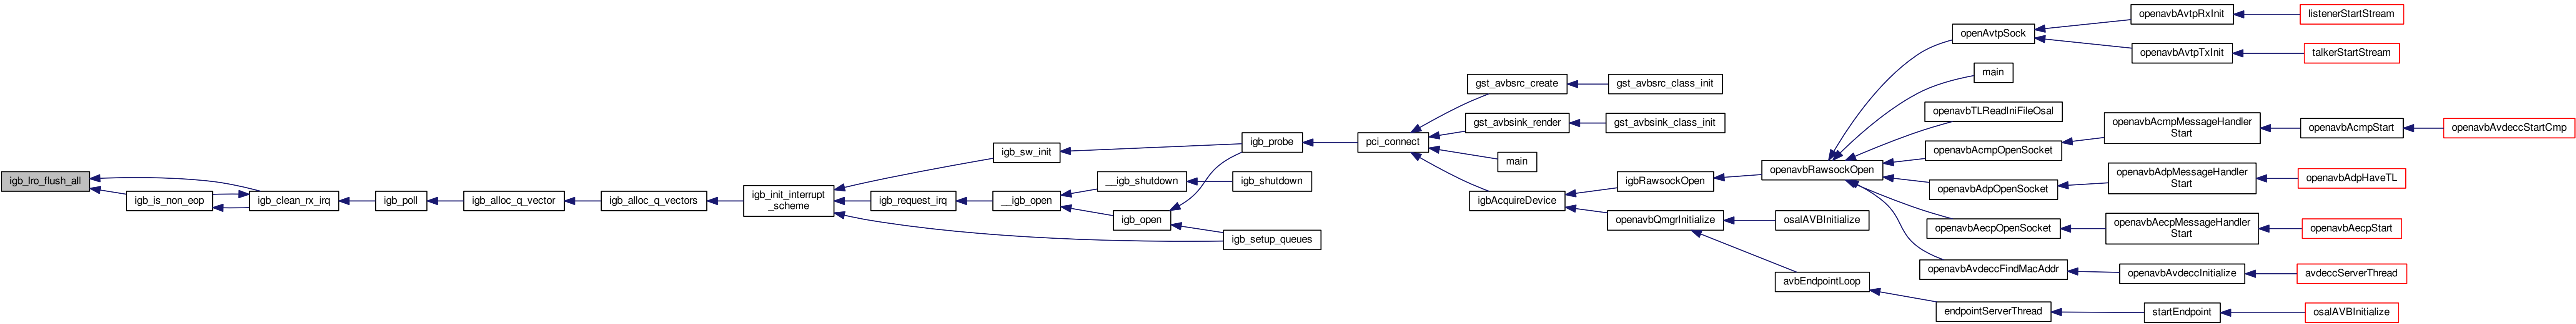 igb_lro_flush_all
igb_is_non_eop
igb_clean_rx_irq
igb_poll
igb_alloc_q_vector
igb_alloc_q_vectors
igb_init_interrupt
_scheme
igb_sw_init
igb_request_irq
__igb_open
__igb_shutdown
igb_open
igb_probe
igb_shutdown
igb_setup_queues
pci_connect
gst_avbsrc_create
gst_avbsink_render
main
igbAcquireDevice
gst_avbsrc_class_init
gst_avbsink_class_init
igbRawsockOpen
openavbQmgrInitialize
osalAVBInitialize
avbEndpointLoop
openavbRawsockOpen
openAvtpSock
main
openavbTLReadIniFileOsal
openavbAcmpOpenSocket
openavbAdpOpenSocket
openavbAecpOpenSocket
openavbAvdeccFindMacAddr
endpointServerThread
openavbAvtpRxInit
openavbAvtpTxInit
openavbAcmpMessageHandler
Start
openavbAdpMessageHandler
Start
openavbAecpMessageHandler
Start
openavbAvdeccInitialize
startEndpoint
listenerStartStream
talkerStartStream
openavbAcmpStart
openavbAdpHaveTL
openavbAecpStart
avdeccServerThread
osalAVBInitialize
openavbAvdeccStartCmp